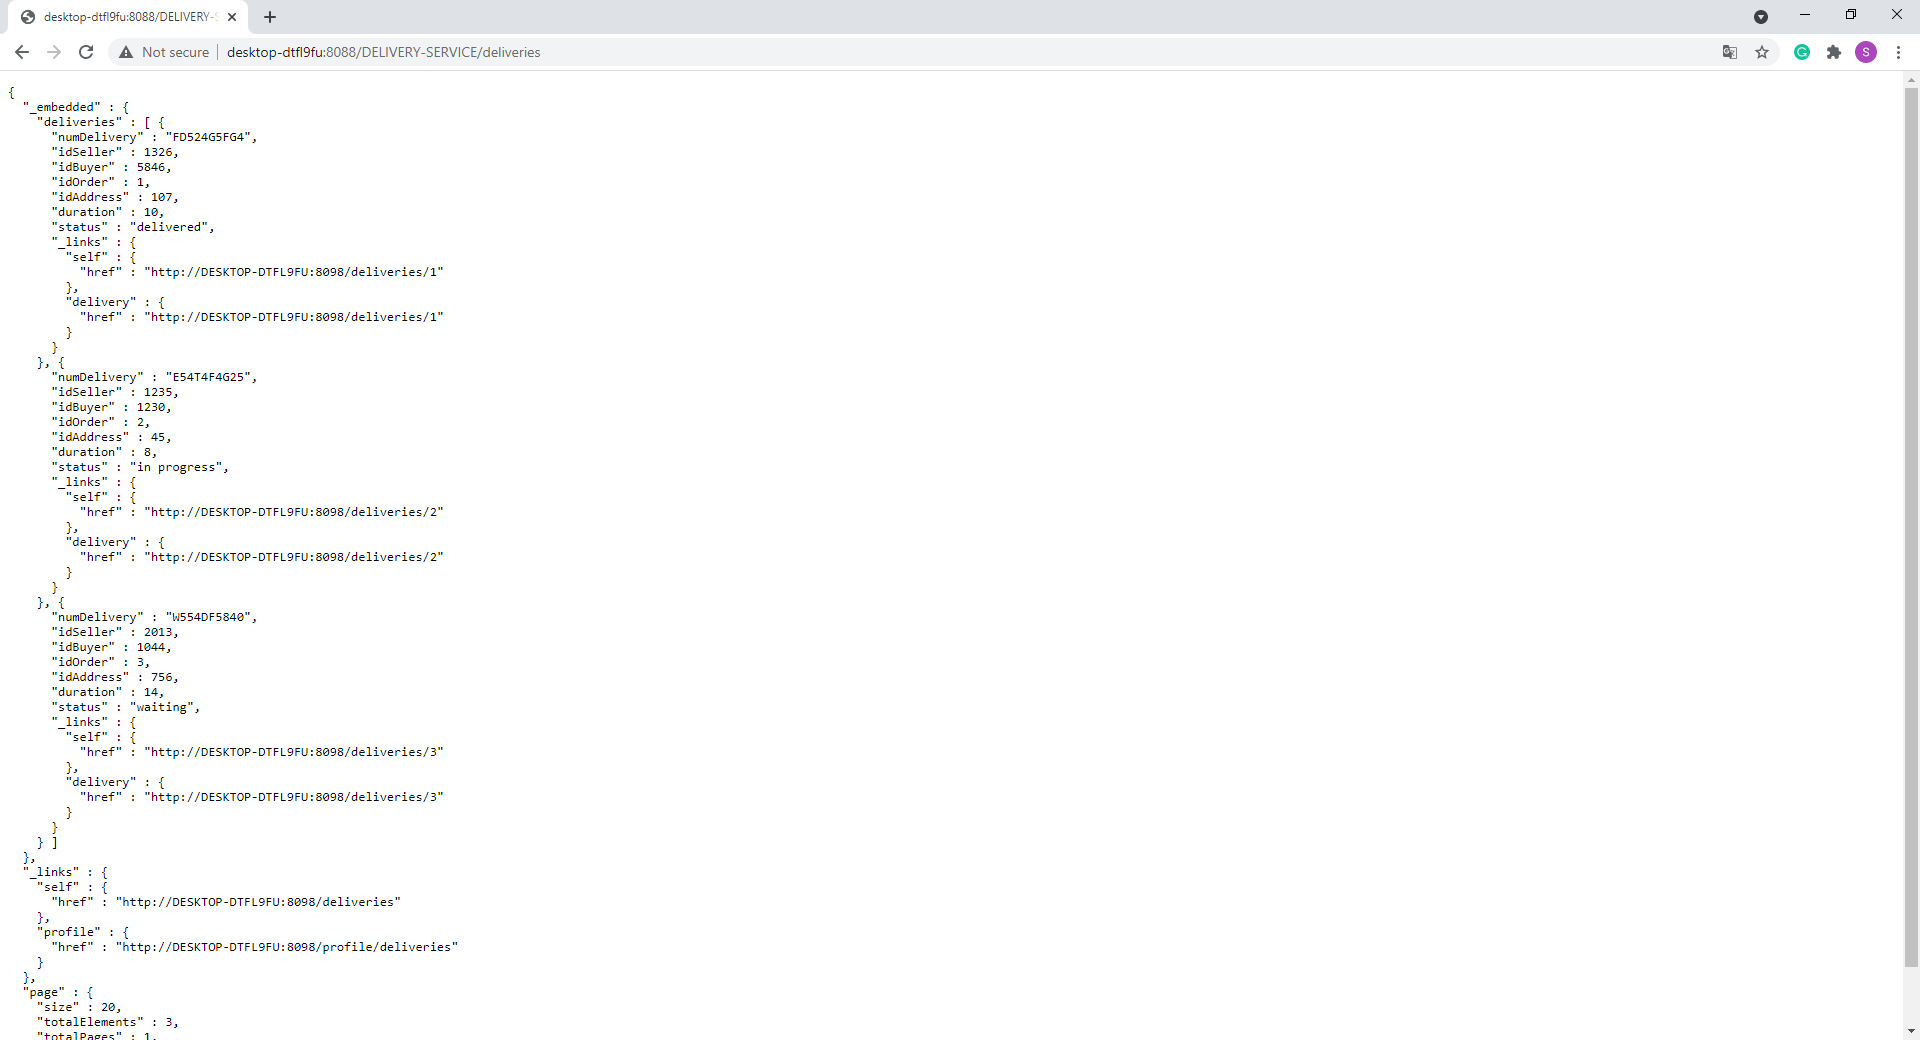 desktop-dtfl9fu:8088/DELIVERY-S
Not secure desktop-dtfl9fu:8088/DELIVERY-SERVICE/deliveries
S
{
  "_embedded" : {
    "deliveries" : [ {
      "numDelivery" : "FD524G5FG4",
      "idSeller" : 1326,
      "idBuyer" : 5846,
      "idOrder" : 1,
      "idAddress" : 107,
      "duration" : 10,
      "status" : "delivered",
      "_links" : {
        "self" : {
          "href" : "http://DESKTOP-DTFL9FU:8098/deliveries/1"
        },
        "delivery" : {
          "href" : "http://DESKTOP-DTFL9FU:8098/deliveries/1"
        }
      }
    }, {
      "numDelivery" : "E54T4F4G25",
      "idSeller" : 1235,
      "idBuyer" : 1230,
      "idOrder" : 2,
      "idAddress" : 45,
      "duration" : 8,
      "status" : "in progress",
      "_links" : {
        "self" : {
          "href" : "http://DESKTOP-DTFL9FU:8098/deliveries/2"
        },
        "delivery" : {
          "href" : "http://DESKTOP-DTFL9FU:8098/deliveries/2"
        }
      }
    }, {
      "numDelivery" : "W554DF5840",
      "idSeller" : 2013,
      "idBuyer" : 1044,
      "idOrder" : 3,
      "idAddress" : 756,
      "duration" : 14,
      "status" : "waiting",
      "_links" : {
        "self" : {
          "href" : "http://DESKTOP-DTFL9FU:8098/deliveries/3"
        },
        "delivery" : {
          "href" : "http://DESKTOP-DTFL9FU:8098/deliveries/3"
        }
      }
    } ]
  },
  "_links" : {
    "self" : {
      "href" : "http://DESKTOP-DTFL9FU:8098/deliveries"
    },
    "profile" : {
      "href" : "http://DESKTOP-DTFL9FU:8098/profile/deliveries"
    }
  },
  "page" : {
    "size" : 20,
    "totalElements" : 3,
    "totalPages" : 1,